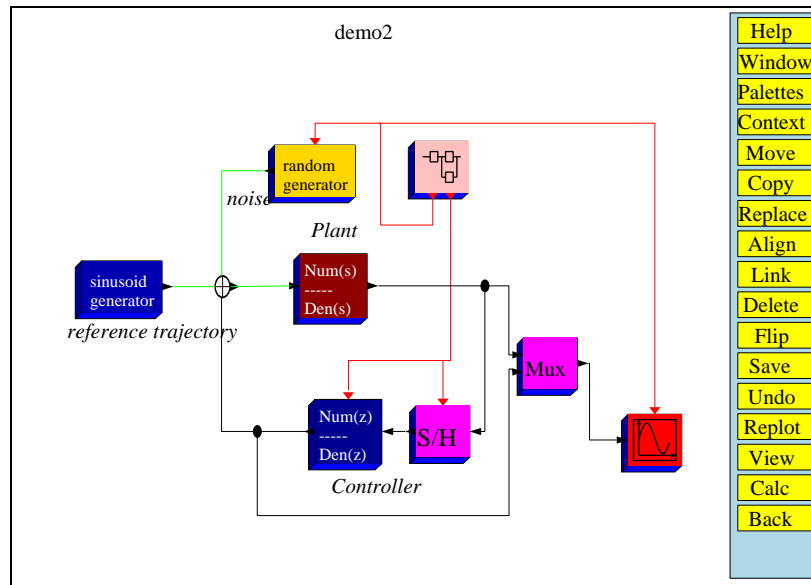 demo2
random
generator
noise
Plant
Num(s)
-----
Den(s)
sinusoid
generator
reference trajectory
Mux
Num(z)
-----
Den(z)
S/H
Controller
Help
Window
Palettes
Context
Move
Copy
Replace
Align
Link
Delete
Flip
Save
Undo
Replot
View
Calc
Back